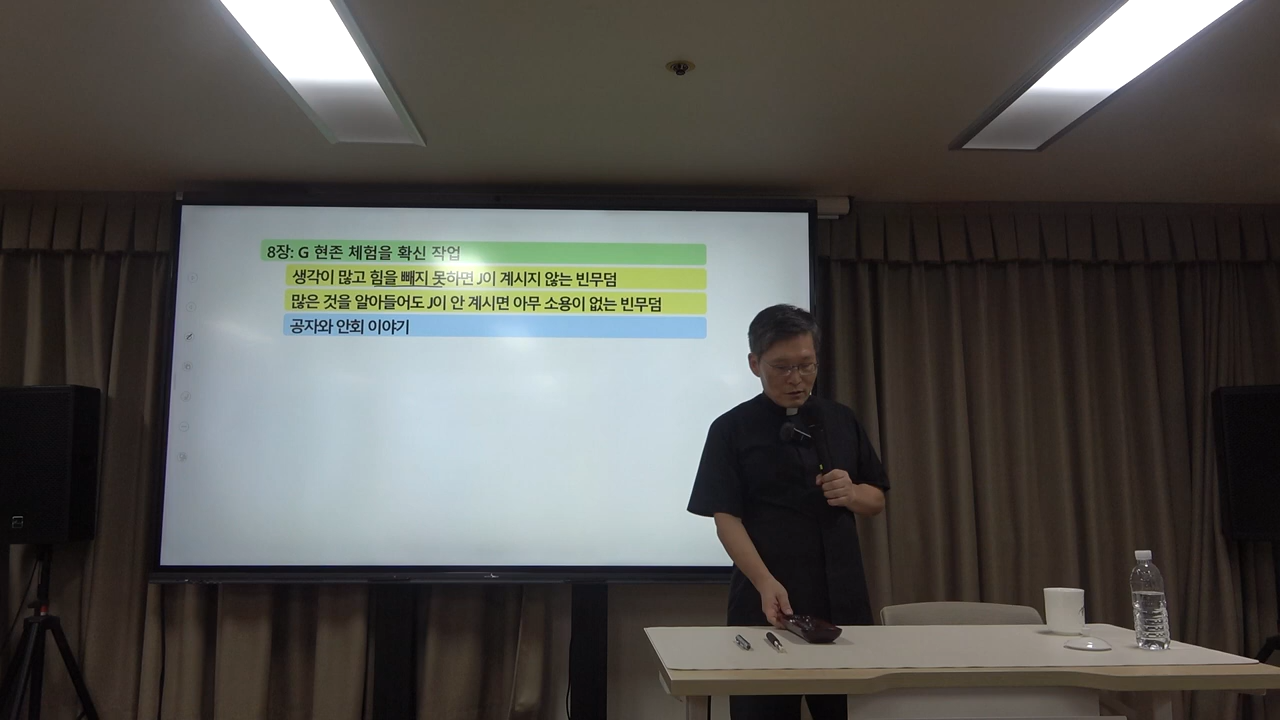 8장: G 현존 체험을 확신 작업
생각이 많고 힘을 빼지 못하면 J이 계시지 않는 빈무덤
많은 것을 알아들어도 J이 안 계시면 아무 소용이 없는 빈무덤
공자와 안회 이야기